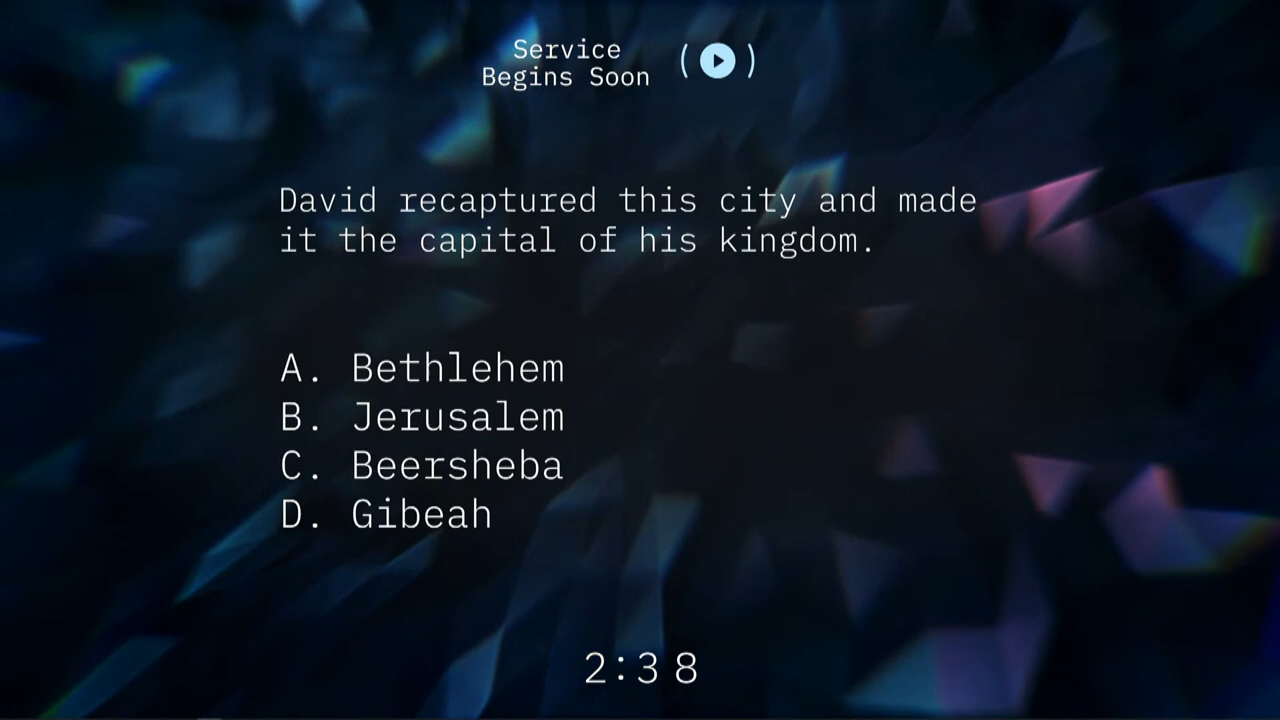 Service
Begins Soon
David recaptured this city and made
it the capital of his kingdom.
A. Bethlehem
B. Jerusalem
C. Beersheba
D. Gibeah
2:38